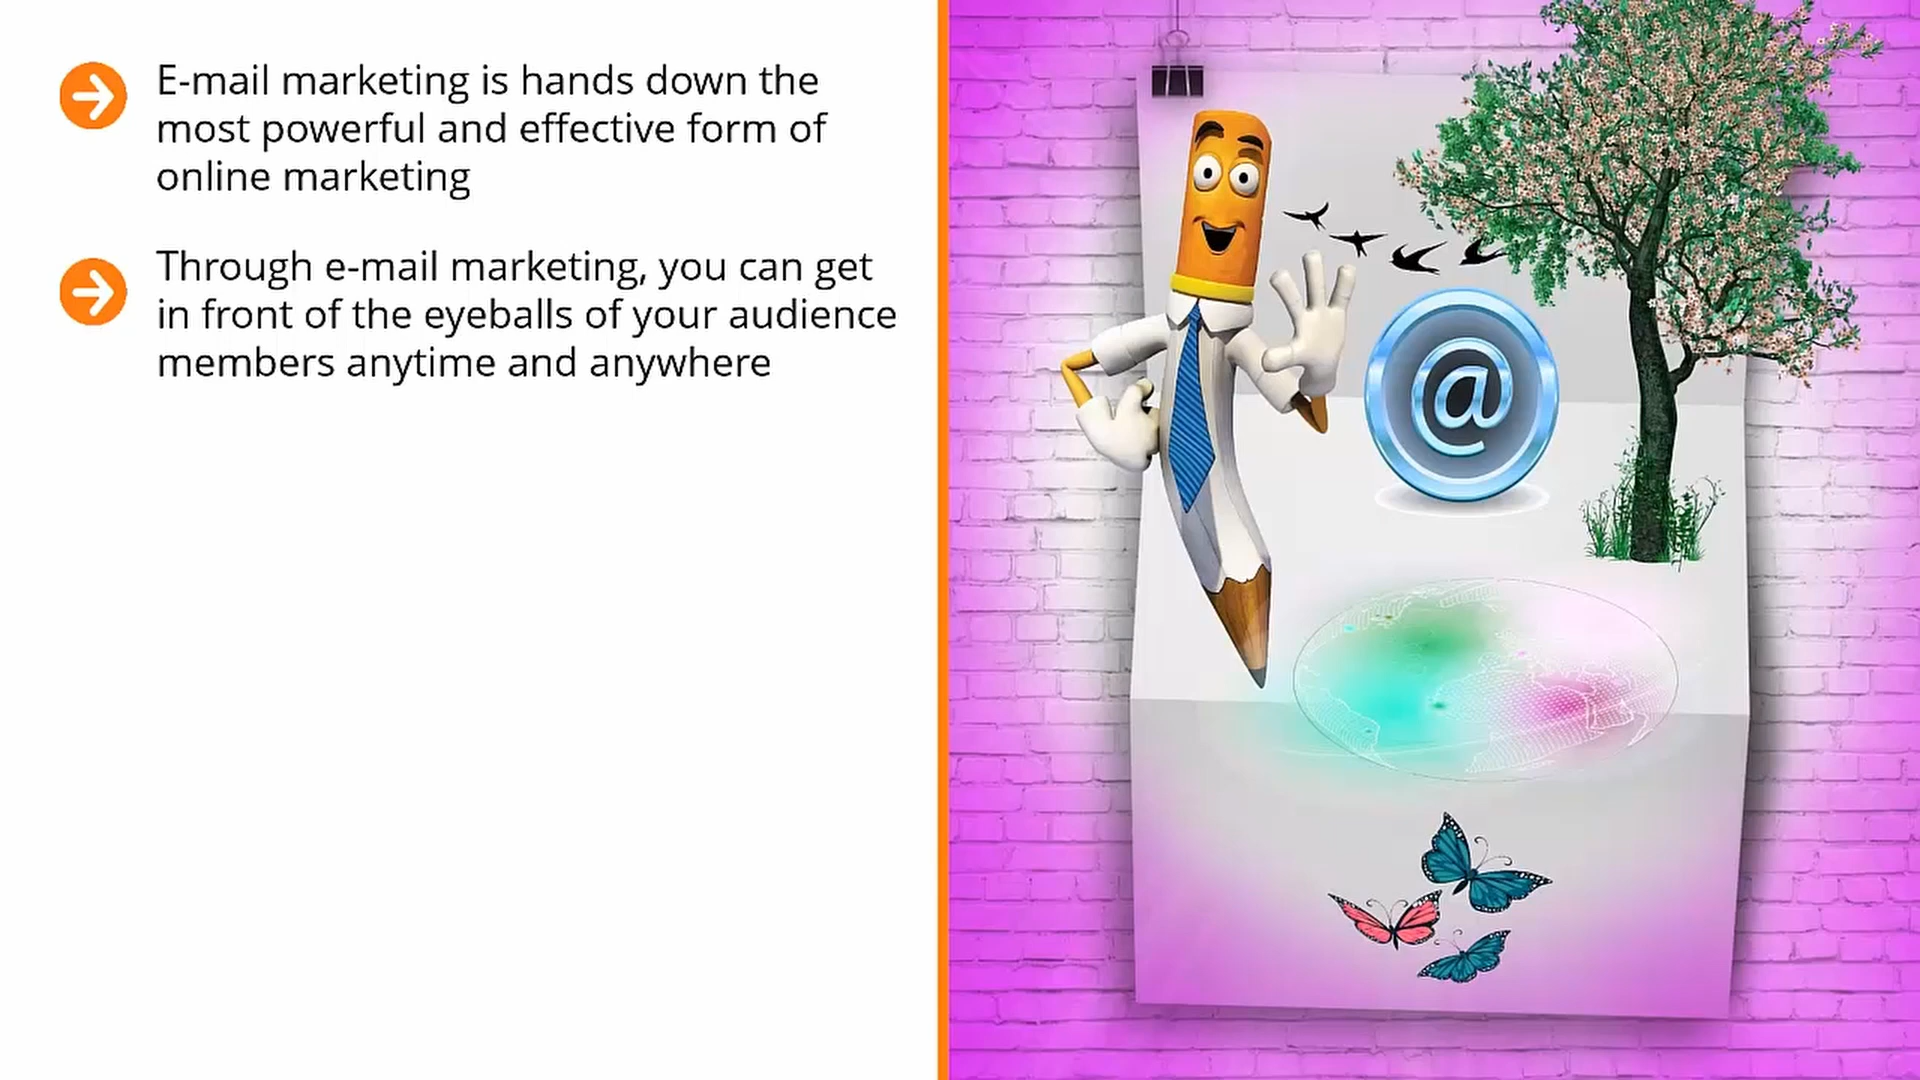 E-mail marketing is hands down the
most powerful and effective form of
online marketing
Through e-mail marketing, you can get
in front of the eyeballs of your audience
members anytime and anywhere
@